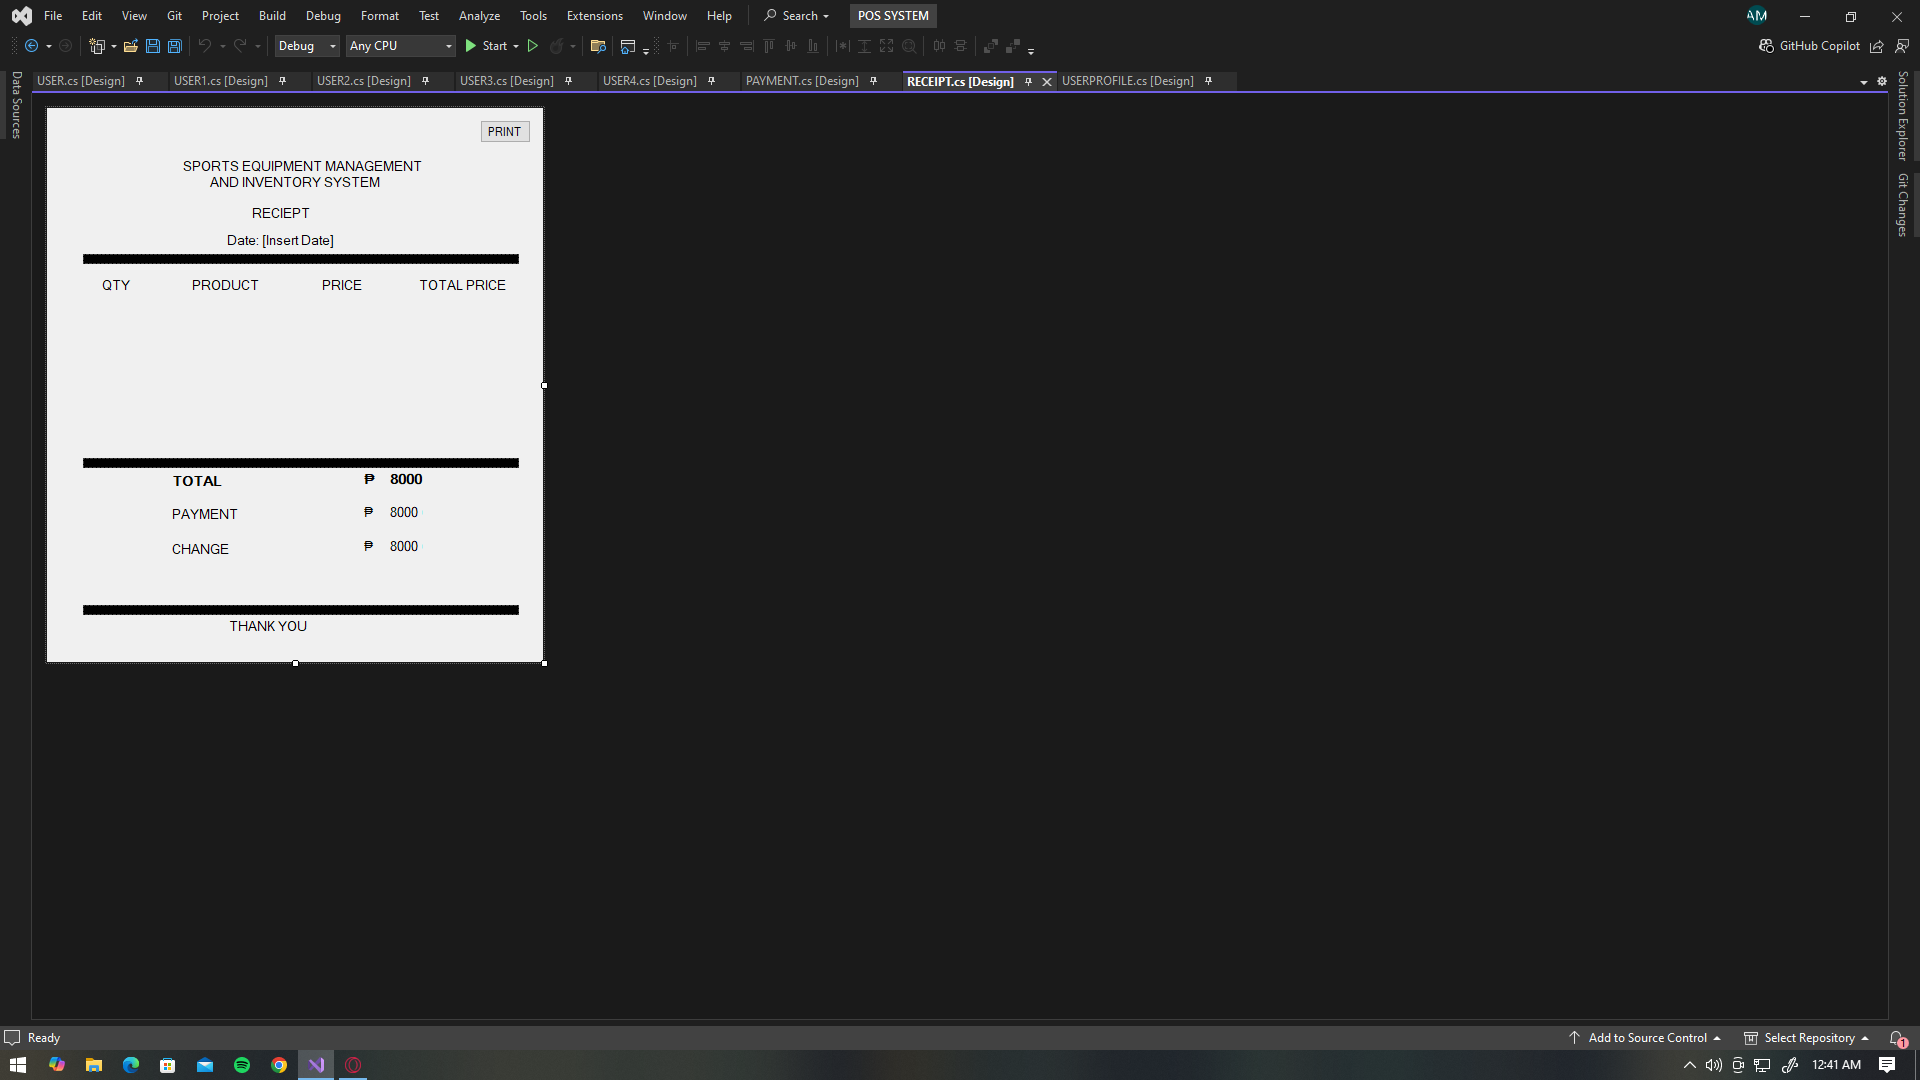 File Edit View Git Project Build Debug Format Test Analyze Tools Extensions Window Help Search POS SYSTEM AM
Debug Any CPU Start GitHub Copilot
USER.cs [Design] USER1.cs [Design] USER2.cs [Design] USER3.cs [Design] USER4.cs [Design] PAYMENT.cs [Design] RECEIPT.cs [Design] USERPROFILE.cs [Design]
Data Sources
Solution Explorer
Git Changes
PRINT
SPORTS EQUIPMENT MANAGEMENT
AND INVENTORY SYSTEM
RECIEPT
Date: [Insert Date]
QTY PRODUCT PRICE TOTAL PRICE
TOTAL ₱ 8000
PAYMENT ₱ 8000
CHANGE ₱ 8000
THANK YOU
Ready Add to Source Control Select Repository 1
12:41 AM